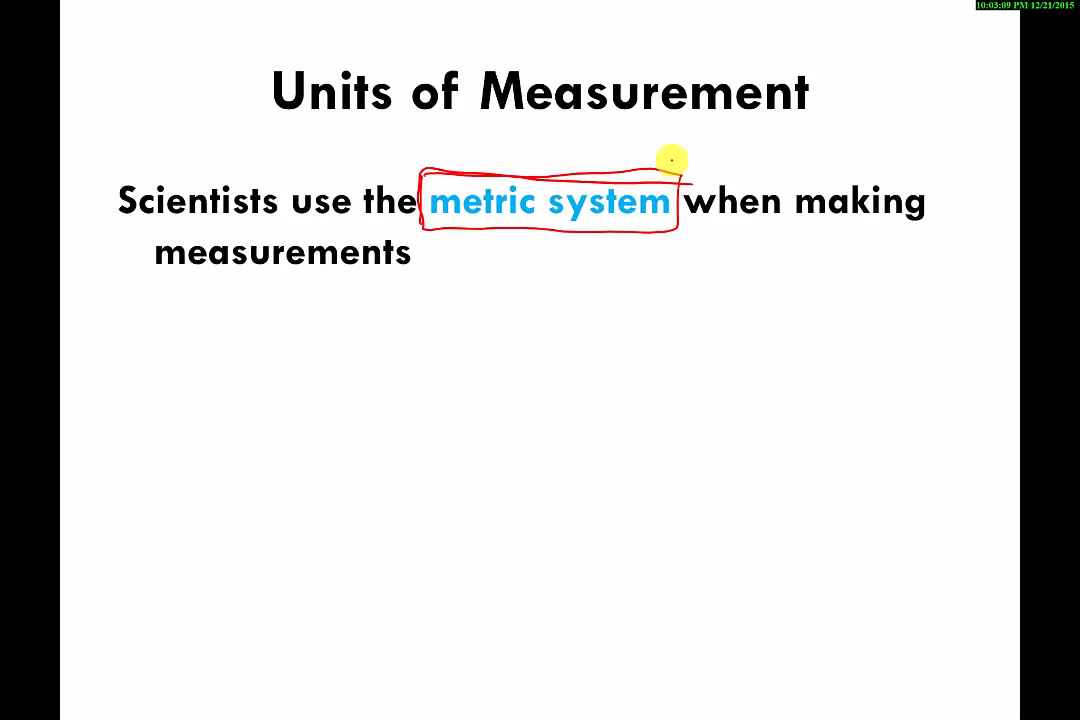 10:03:09 PM 12/21/2015
Units of Measurement
Scientists use the metric system when making
measurements